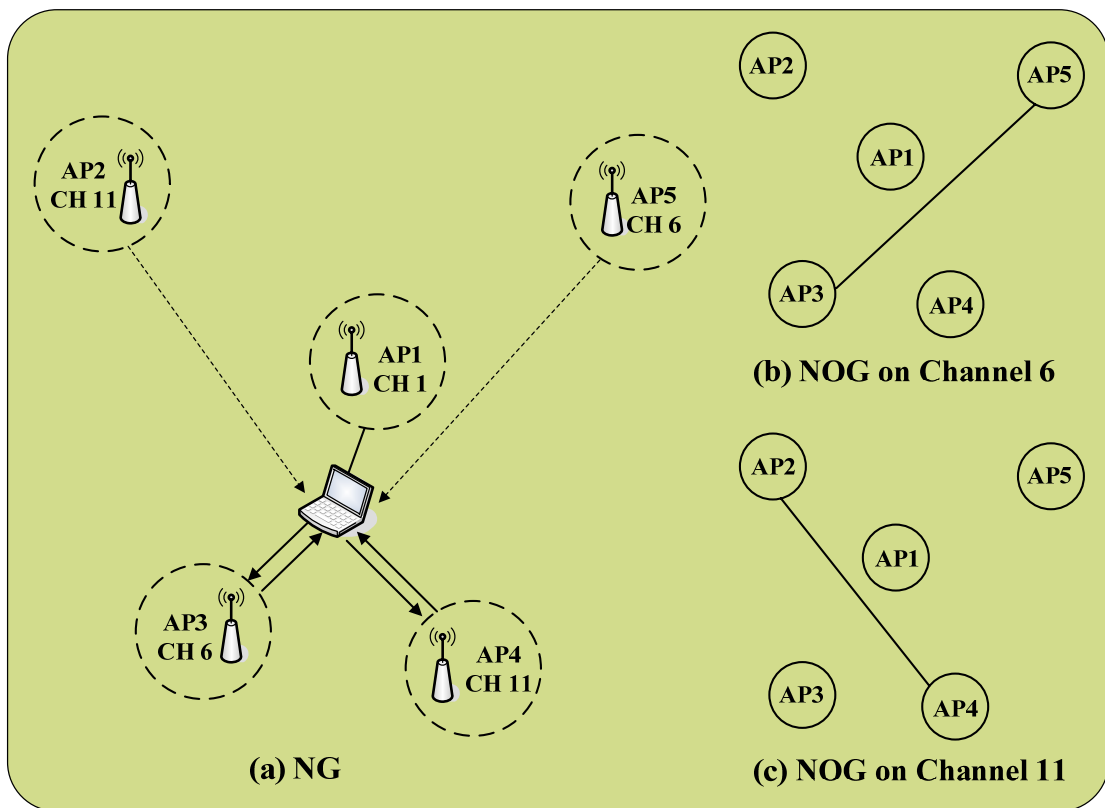 AP2
CH 11
AP5
CH 6
AP1
CH 1
AP3
CH 6
AP4
CH 11
(a) NG
AP2
AP5
AP1
AP3
AP4
(b) NOG on Channel 6
AP2
AP5
AP1
AP3
AP4
(c) NOG on Channel 11